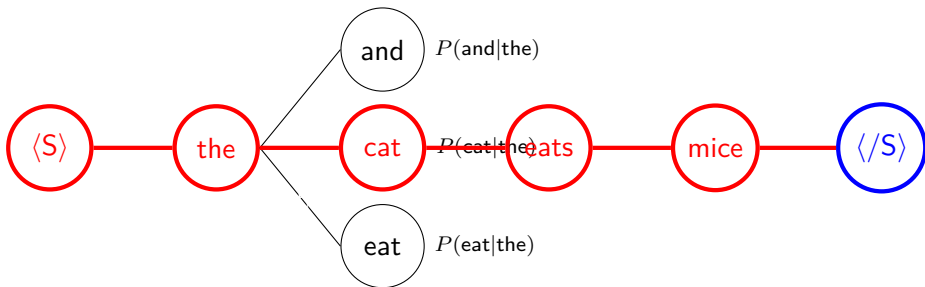 and P(and|the)
⟨S⟩ the cat P(cat|the) eats mice ⟨/S⟩
eat P(eat|the)